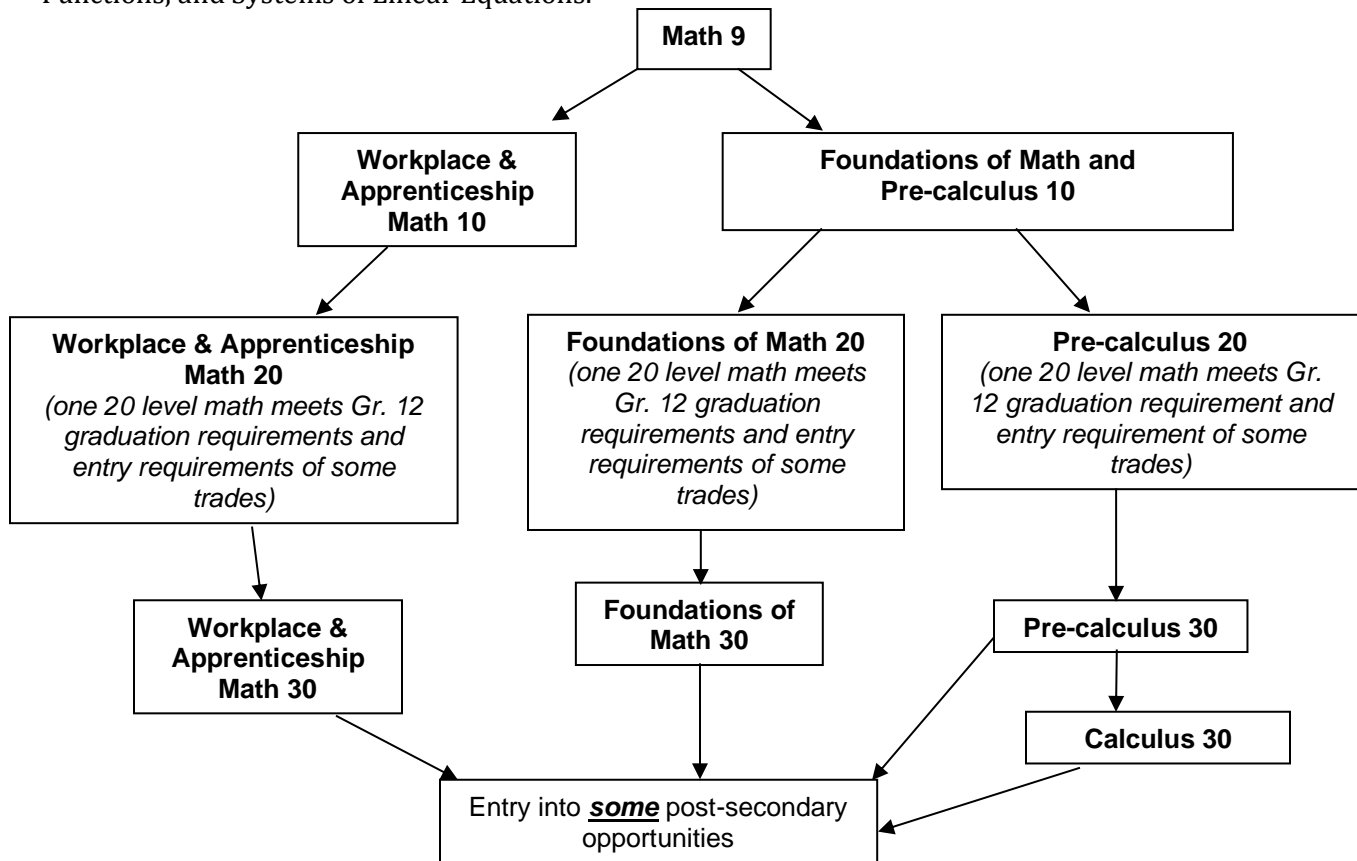 Functions, and Systems of Linear Equations.
Math 9
Workplace &
Apprenticeship
Math 10
Foundations of Math and
Pre-calculus 10
Workplace & Apprenticeship
Math 20
(one 20 level math meets Gr. 12
graduation requirements and
entry requirements of some
trades)
Foundations of Math 20
(one 20 level math meets
Gr. 12 graduation
requirements and entry
requirements of some
trades)
Pre-calculus 20
(one 20 level math meets Gr.
12 graduation requirement and
entry requirement of some
trades)
Workplace &
Apprenticeship
Math 30
Foundations of
Math 30
Pre-calculus 30
Calculus 30
Entry into some post-secondary
opportunities